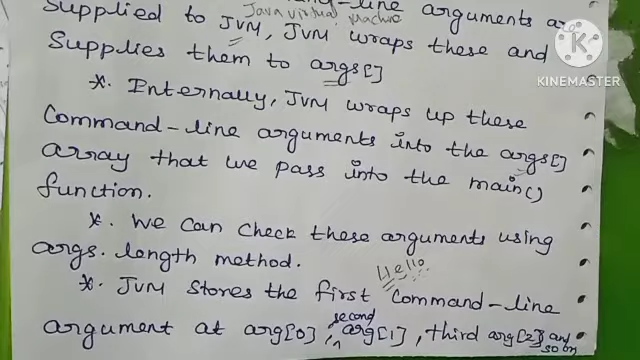 -line arguments are
supplied to JVM, JVM wraps these and
Java virtual Machine
supplies them to args[]
*. Internally, JVM wraps up these
Command-line arguments into the args[]
array that we pass into the main()
function.
*. We can check these arguments using
args.length method.
Hello
*. JVM stores the first command-line
argument at arg[0], second arg[1], third arg[2] and so on
KINEMASTER